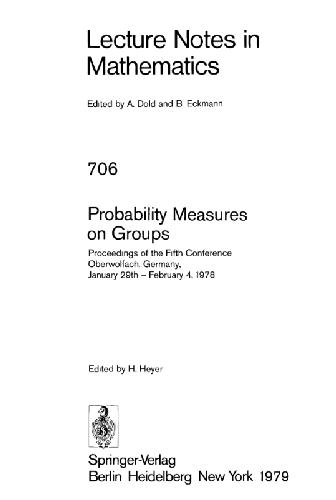 Lecture Notes in
Mathematics
Edited by A. Dold and B. Eckmann
706
Probability Measures
on Groups
Proceedings of the Fifth Conference
Oberwolfach, Germany,
January 29th – February 4, 1978
Edited by H. Heyer
Springer-Verlag
Berlin Heidelberg New York 1979